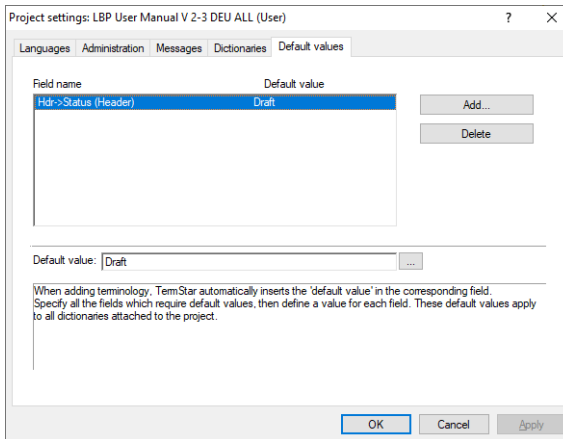 Project settings: LBP User Manual V 2-3 DEU ALL (User) ? X
Languages Administration Messages Dictionaries Default values
Field name Default value
Hdr->Status (Header) Draft
Add...
Delete
Default value: Draft ...
When adding terminology, TermStar automatically inserts the 'default value' in the corresponding field.
Specify all the fields which require default values, then define a value for each field. These default values apply
to all dictionaries attached to the project.
OK Cancel Apply